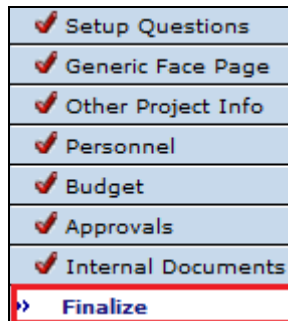 Setup Questions
Generic Face Page
Other Project Info
Personnel
Budget
Approvals
Internal Documents
» Finalize